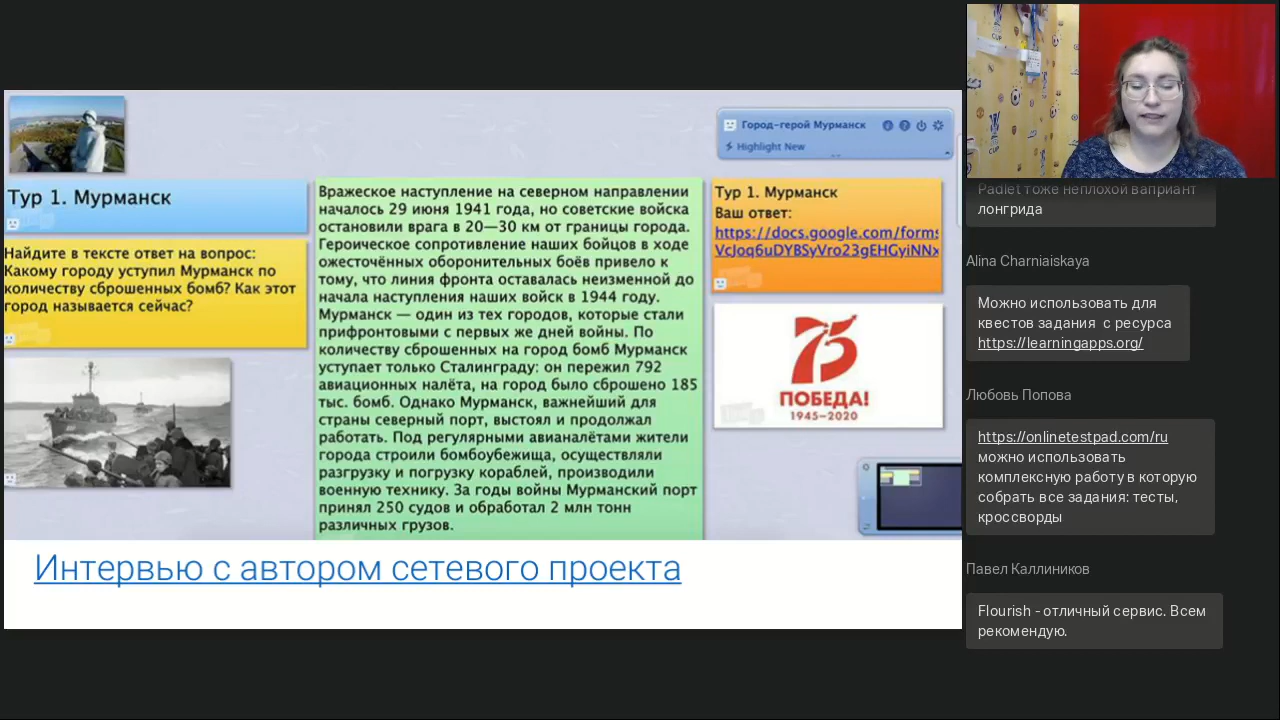 Тур 1. Мурманск
Найдите в тексте ответ на вопрос:
Какому городу уступил Мурманск по
количеству сброшенных бомб? Как этот
город называется сейчас?
Вражеское наступление на северном направлении
началось 29 июня 1941 года, но советские войска
остановили врага в 20—30 км от границы города.
Героическое сопротивление наших бойцов в ходе
ожесточённых оборонительных боёв привело к
тому, что линия фронта оставалась неизменной до
начала наступления наших войск в 1944 году.
Мурманск — один из тех городов, которые стали
прифронтовыми с первых же дней войны. По
количеству сброшенных на город бомб Мурманск
уступает только Сталинграду: он пережил 792
авиационных налёта, на город было сброшено 185
тыс. бомб. Однако Мурманск, важнейший для
страны северный порт, выстоял и продолжал
работать. Под регулярными авианалётами жители
города строили бомбоубежища, осуществляли
разгрузку и погрузку кораблей, производили
военную технику. За годы войны Мурманский порт
принял 250 судов и обработал 2 млн тонн
различных грузов.
Город-герой Мурманск
Highlight New
Тур 1. Мурманск
Ваш ответ:
https://docs.google.com/forms
VcJoq6uDYBSyVro23gEHGyiNNx
75
ПОБЕДА!
1945–2020
Интервью с автором сетевого проекта
CUP
Padlet тоже неплохой ваприант
лонгрида
Alina Charniaiskaya
Можно использовать для
квестов задания с ресурса
https://learningapps.org/
Любовь Попова
https://onlinetestpad.com/ru
можно использовать
комплексную работу в которую
собрать все задания: тесты,
кроссворды
Павел Каллиников
Flourish - отличный сервис. Всем
рекомендую.